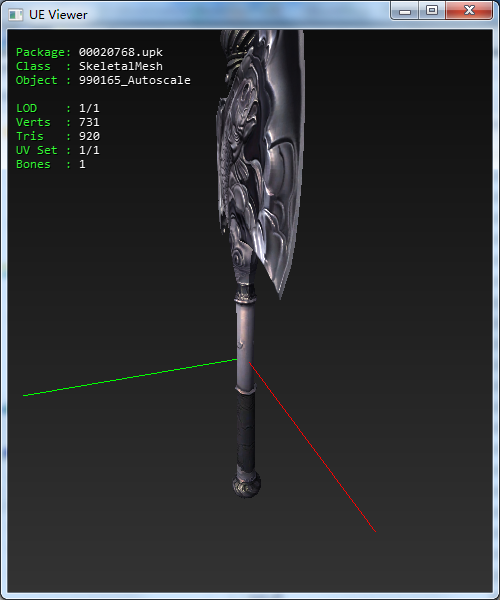 UE Viewer
Package: 00020768.upk
Class  : SkeletalMesh
Object : 990165_Autoscale
LOD    : 1/1
Verts  : 731
Tris   : 920
UV Set : 1/1
Bones  : 1